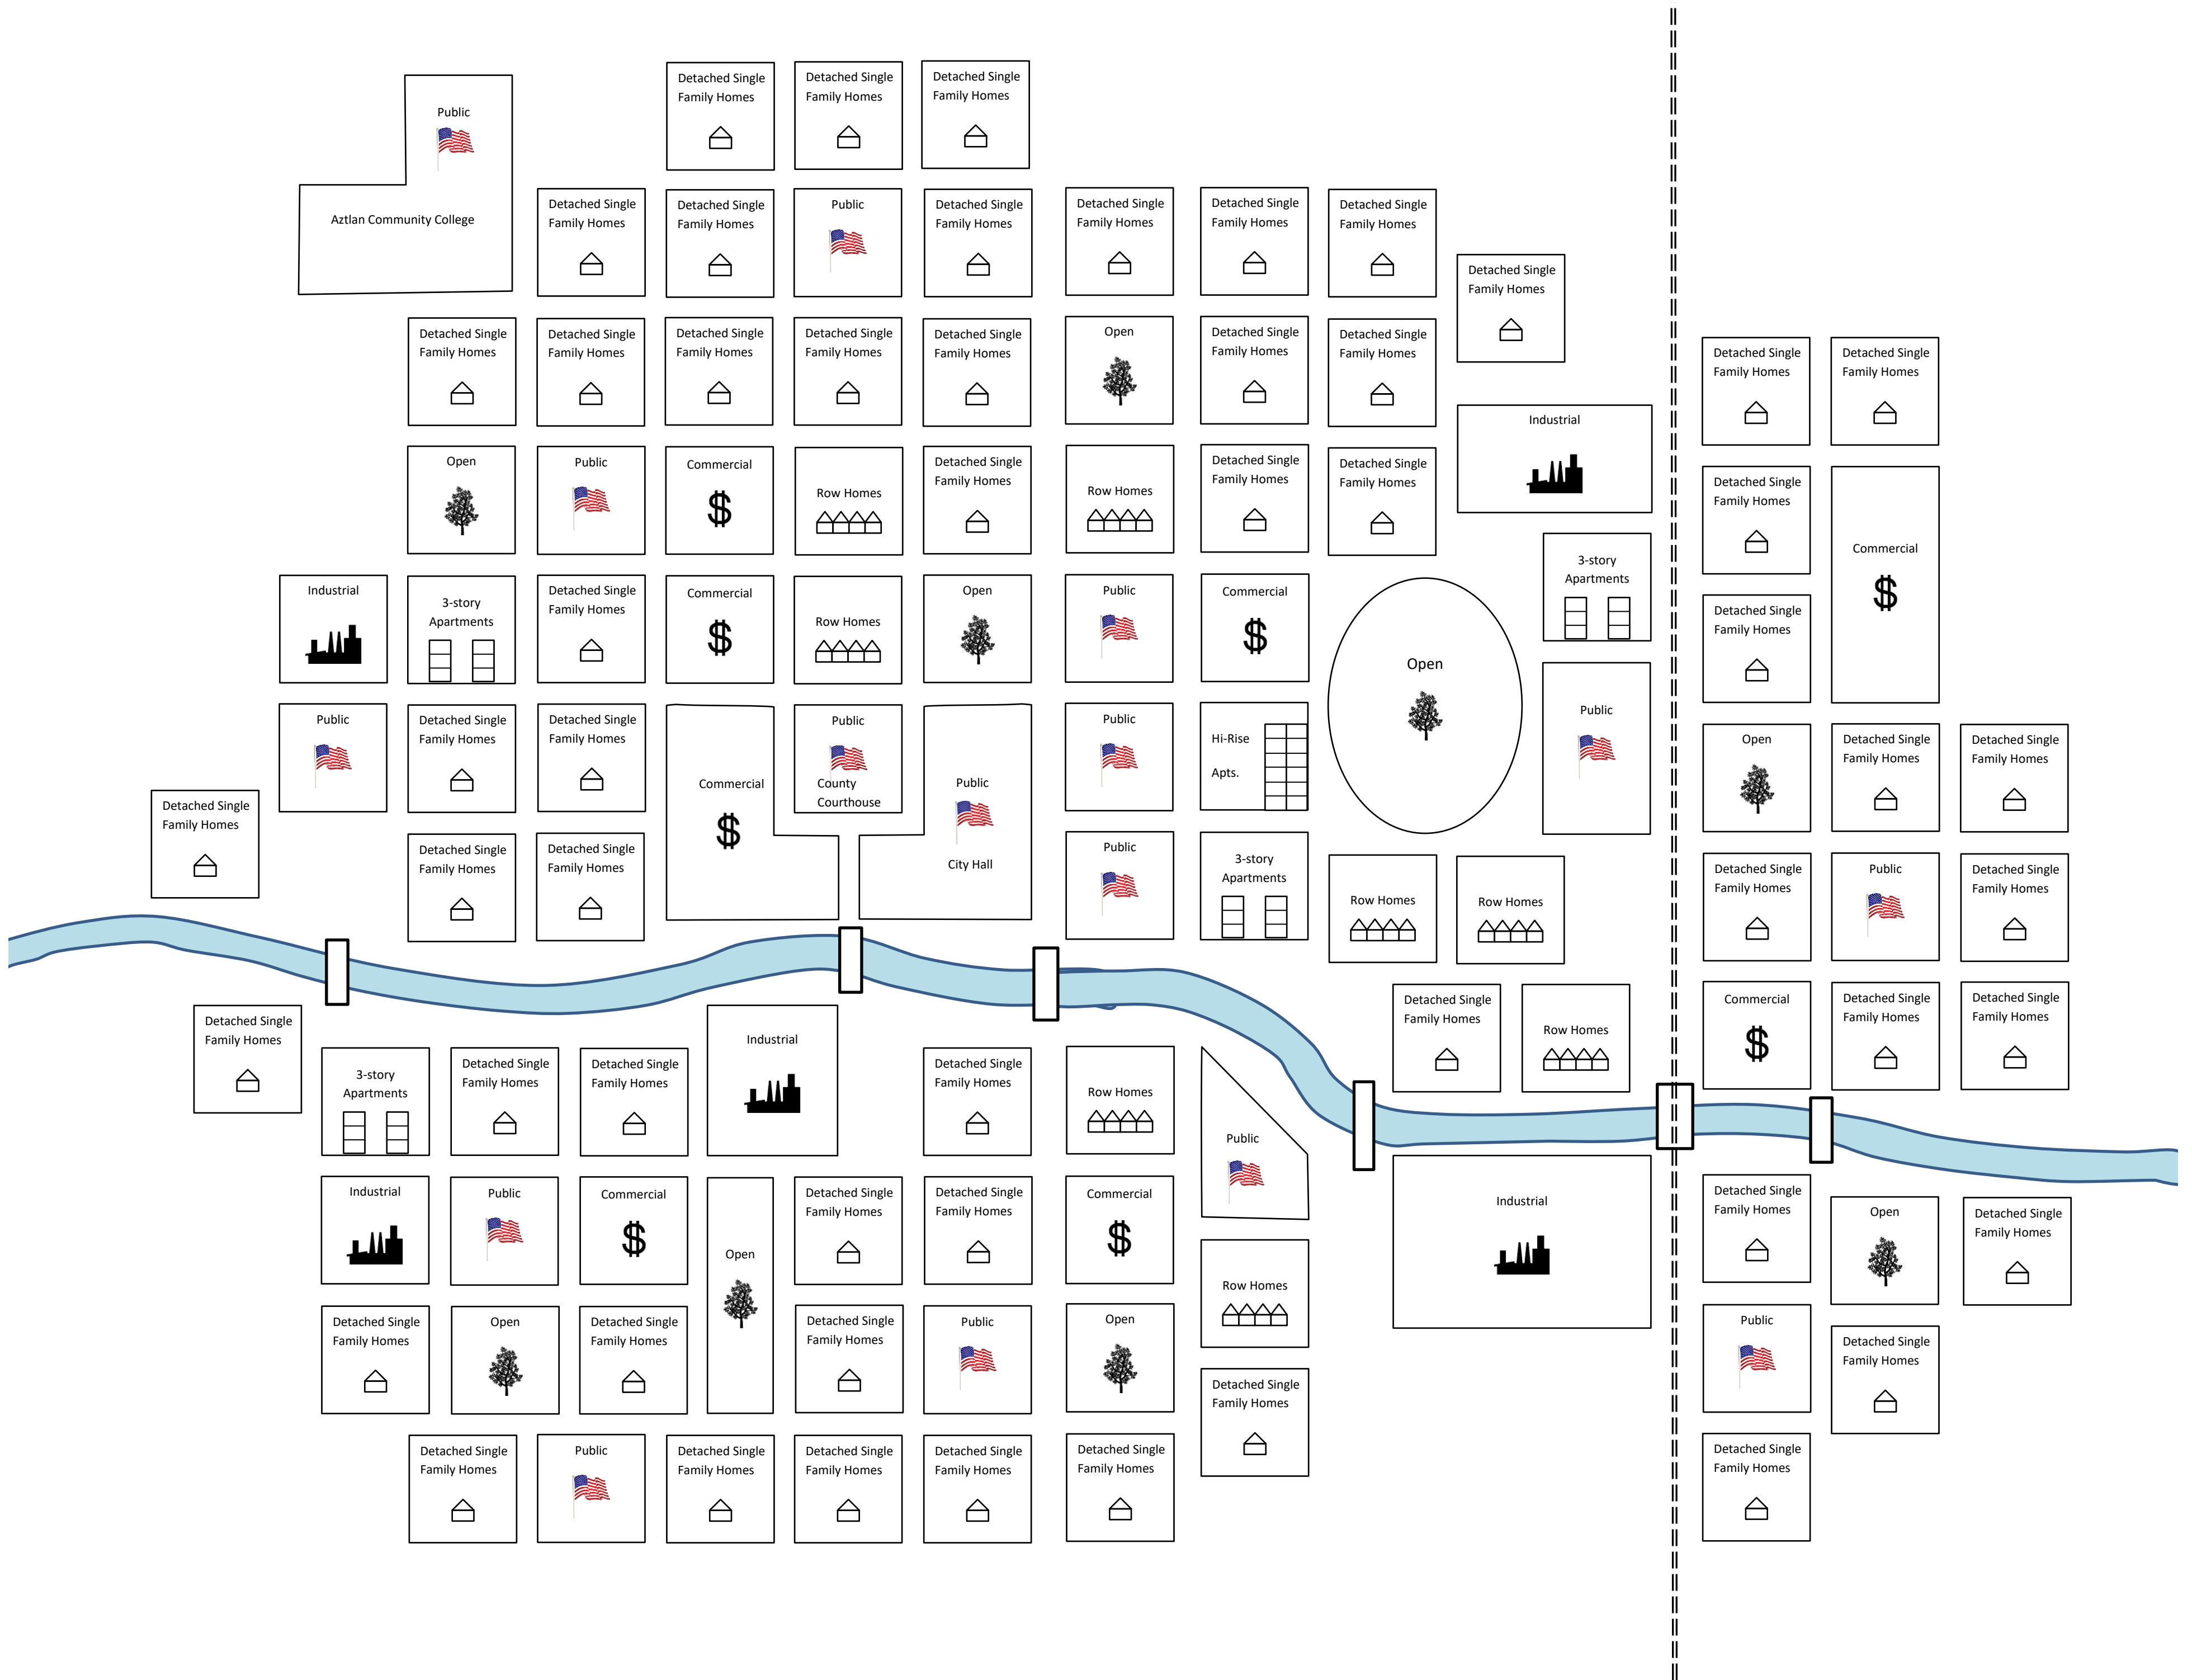 Detached Single
Family Homes
Detached Single
Family Homes
Detached Single
Family Homes
Public
Aztlan Community College
Detached Single
Family Homes
Detached Single
Family Homes
Public
Detached Single
Family Homes
Detached Single
Family Homes
Detached Single
Family Homes
Detached Single
Family Homes
Detached Single
Family Homes
Detached Single
Family Homes
Detached Single
Family Homes
Detached Single
Family Homes
Detached Single
Family Homes
Detached Single
Family Homes
Open
Detached Single
Family Homes
Detached Single
Family Homes
Detached Single
Family Homes
Detached Single
Family Homes
Industrial
Open
Public
Commercial
$
Row Homes
Detached Single
Family Homes
Row Homes
Detached Single
Family Homes
Detached Single
Family Homes
Detached Single
Family Homes
Commercial
$
3-story
Apartments
Industrial
3-story
Apartments
Detached Single
Family Homes
Commercial
$
Row Homes
Open
Public
Commercial
$
Open
Detached Single
Family Homes
Public
Public
Detached Single
Family Homes
Detached Single
Family Homes
Commercial
$
Public
County
Courthouse
Public
City Hall
Public
Hi-Rise
Apts.
Open
Detached Single
Family Homes
Detached Single
Family Homes
Detached Single
Family Homes
Detached Single
Family Homes
Detached Single
Family Homes
Public
3-story
Apartments
Row Homes
Row Homes
Detached Single
Family Homes
Public
Detached Single
Family Homes
Detached Single
Family Homes
Row Homes
Commercial
$
Detached Single
Family Homes
Detached Single
Family Homes
Detached Single
Family Homes
3-story
Apartments
Detached Single
Family Homes
Detached Single
Family Homes
Industrial
Detached Single
Family Homes
Row Homes
Public
Industrial
Public
Commercial
$
Open
Detached Single
Family Homes
Detached Single
Family Homes
Commercial
$
Industrial
Detached Single
Family Homes
Open
Detached Single
Family Homes
Row Homes
Detached Single
Family Homes
Open
Detached Single
Family Homes
Detached Single
Family Homes
Public
Open
Public
Detached Single
Family Homes
Detached Single
Family Homes
Detached Single
Family Homes
Public
Detached Single
Family Homes
Detached Single
Family Homes
Detached Single
Family Homes
Detached Single
Family Homes
Detached Single
Family Homes